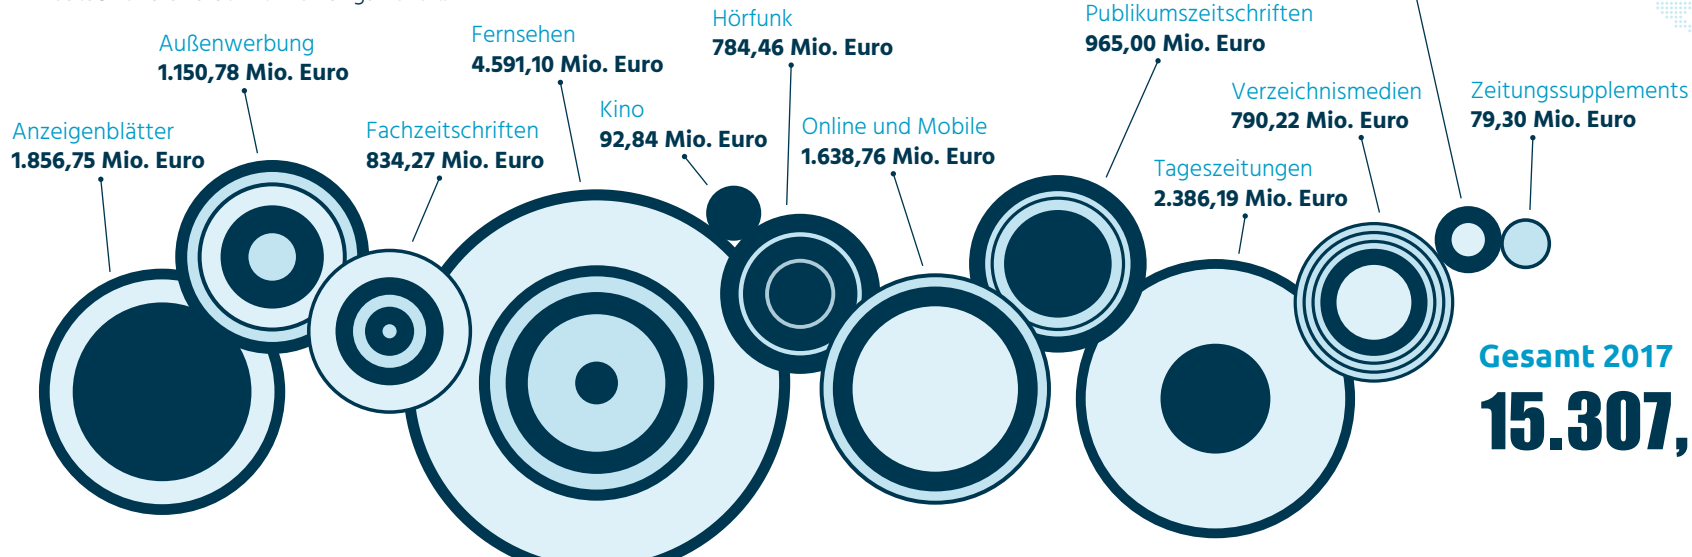 Hörfunk
784,46 Mio. Euro
Publikumszeitschriften
965,00 Mio. Euro
Außenwerbung
1.150,78 Mio. Euro
Fernsehen
4.591,10 Mio. Euro
Kino
92,84 Mio. Euro
Verzeichnismedien
790,22 Mio. Euro
Zeitungssupplements
79,30 Mio. Euro
Anzeigenblätter
1.856,75 Mio. Euro
Fachzeitschriften
834,27 Mio. Euro
Online und Mobile
1.638,76 Mio. Euro
Tageszeitungen
2.386,19 Mio. Euro
Gesamt 2017
15.307,